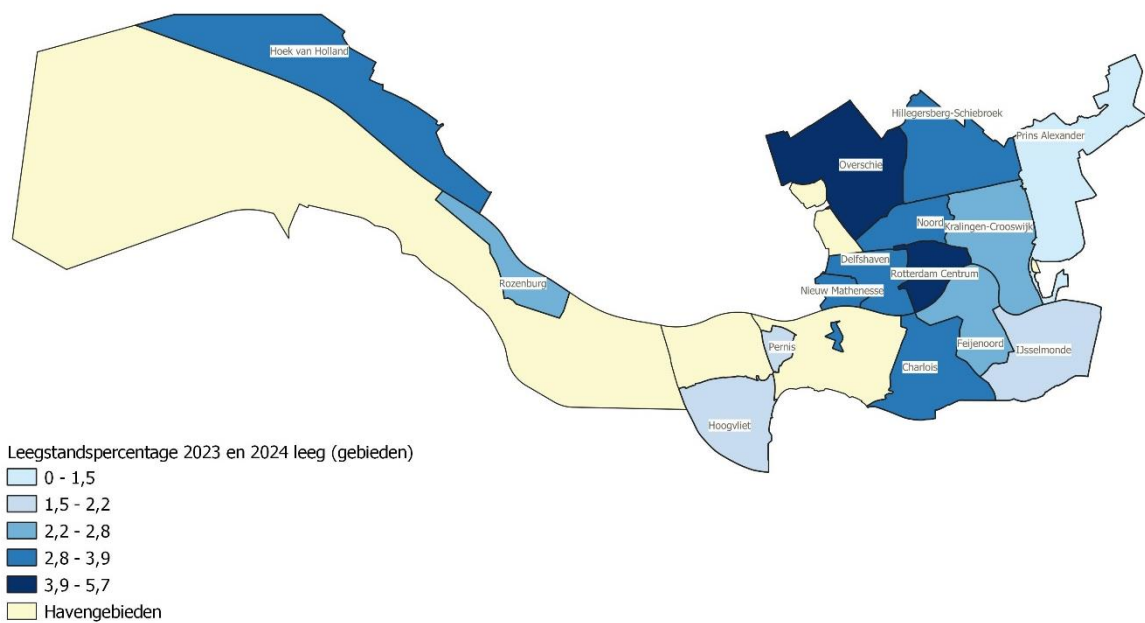 Hoek van Holland
Hillegersberg-Schiebroek
Prins Alexander
Overschie
Noord
Kralingen-Crooswijk
Delfshaven
Rotterdam Centrum
Rozenburg
Nieuw Mathenesse
Pernis
Feijenoord
IJsselmonde
Charlois
Hoogvliet
Leegstandspercentage 2023 en 2024 leeg (gebieden)
0 - 1,5
1,5 - 2,2
2,2 - 2,8
2,8 - 3,9
3,9 - 5,7
Havengebieden